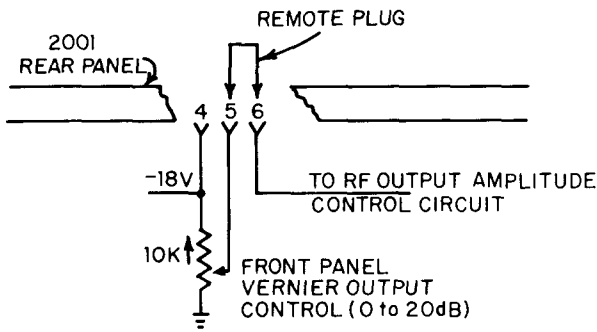 REMOTE PLUG
2001
REAR PANEL
4 5 6
-18V
TO RF OUTPUT AMPLITUDE
CONTROL CIRCUIT
10K
FRONT PANEL
VERNIER OUTPUT
CONTROL (0 to 20dB)